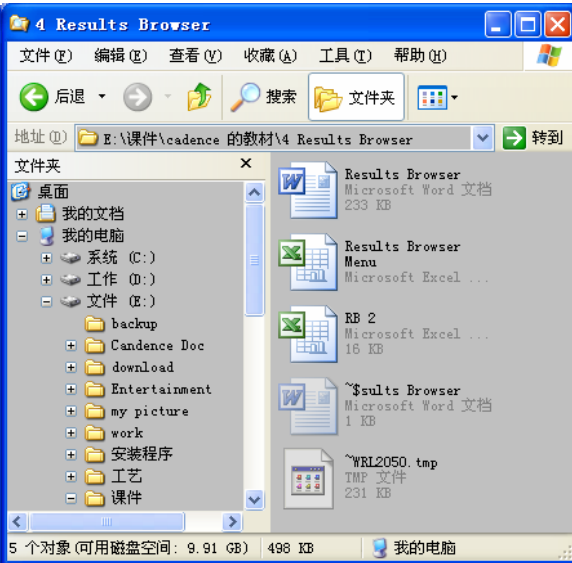 4 Results Browser
文件(F) 编辑(E) 查看(V) 收藏(A) 工具(T) 帮助(H)
后退 搜索 文件夹
地址(D) E:\课件\cadence 的教材\4 Results Browser 转到
文件夹 x
桌面
我的文档
我的电脑
系统 (C:)
工作 (D:)
文件 (E:)
backup
Candence Doc
download
Entertainment
my picture
work
安装程序
工艺
课件
Results Browser
Microsoft Word 文档
233 KB
Results Browser
Menu
Microsoft Excel ...
RB 2
Microsoft Excel ...
16 KB
~$sults Browser
Microsoft Word 文档
1 KB
~WRL2050.tmp
TMP 文件
231 KB
5 个对象(可用磁盘空间: 9.91 GB) 498 KB 我的电脑